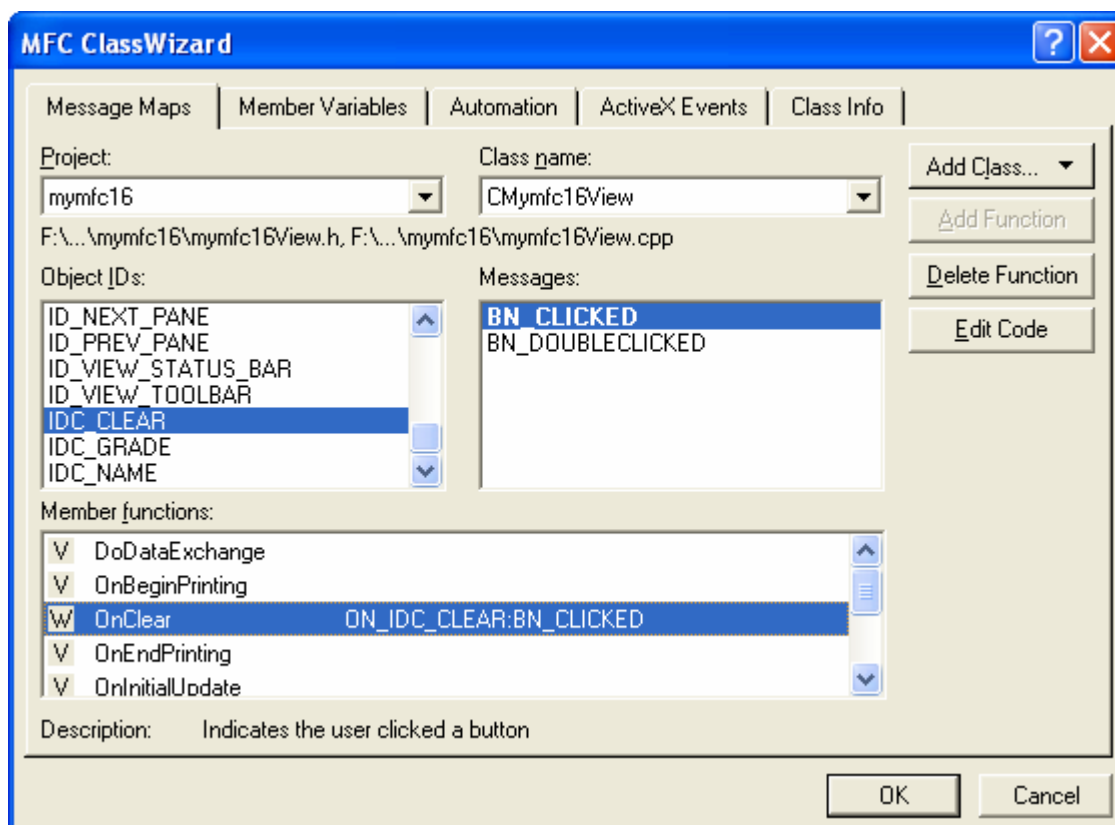 MFC ClassWizard
Message Maps Member Variables Automation ActiveX Events Class Info
Project: Class name:
Add Class...
mymfc16 CMymfc16View
Add Function
F:\...\mymfc16\mymfc16View.h, F:\...\mymfc16\mymfc16View.cpp
Object IDs: Messages:
Delete Function
ID_NEXT_PANE BN_CLICKED
ID_PREV_PANE BN_DOUBLECLICKED
Edit Code
ID_VIEW_STATUS_BAR
ID_VIEW_TOOLBAR
IDC_CLEAR
IDC_GRADE
IDC_NAME
Member functions:
V DoDataExchange
V OnBeginPrinting
W OnClear ON_IDC_CLEAR:BN_CLICKED
V OnEndPrinting
V OnInitialUpdate
Description: Indicates the user clicked a button
OK Cancel